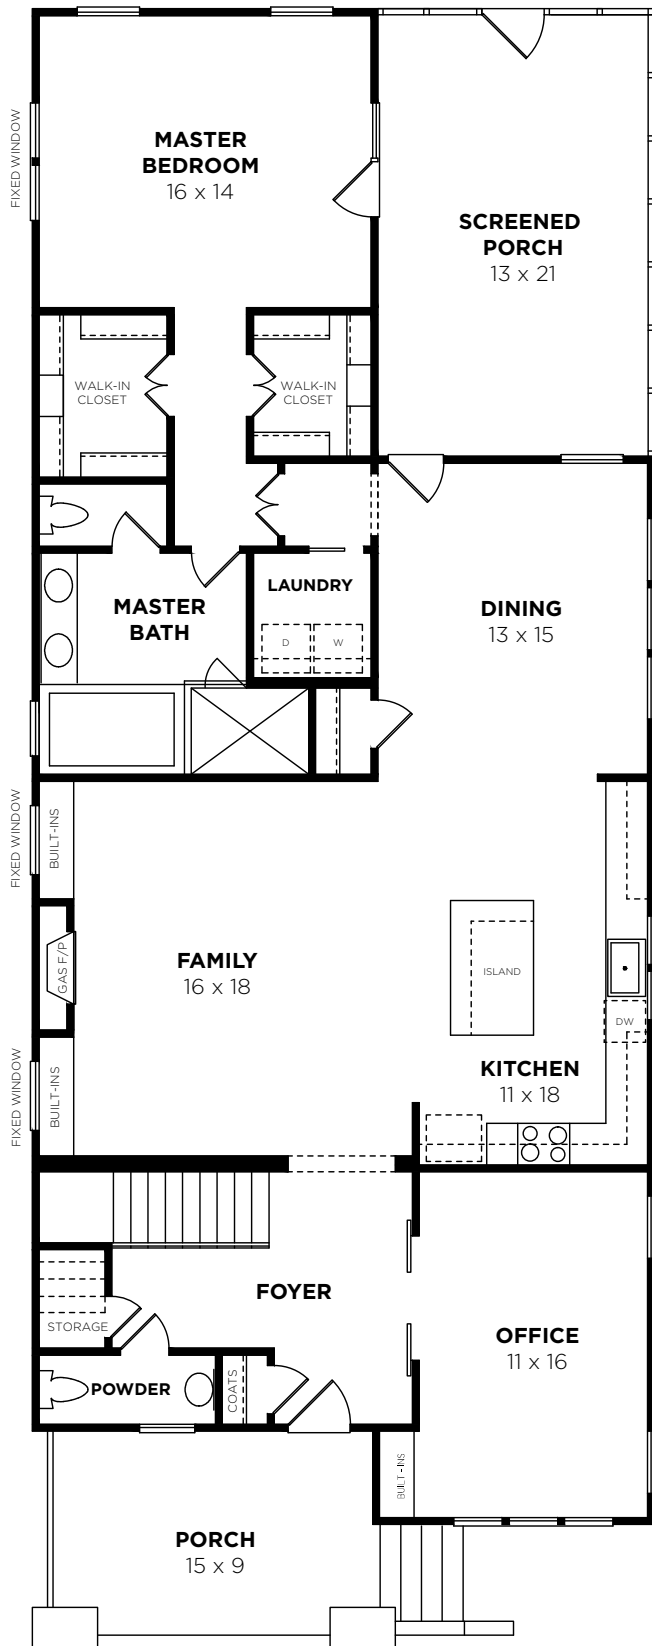 FIXED WINDOW
MASTER
BEDROOM
16 x 14
SCREENED
PORCH
13 x 21
WALK-IN
CLOSET
WALK-IN
CLOSET
MASTER
BATH
LAUNDRY
D
W
DINING
13 x 15
FIXED WINDOW
BUILT-INS
GAS F/P
FAMILY
16 x 18
ISLAND
DW
KITCHEN
11 x 18
FIXED WINDOW
BUILT-INS
FOYER
STORAGE
OFFICE
11 x 16
POWDER
COATS
BUILT-INS
PORCH
15 x 9